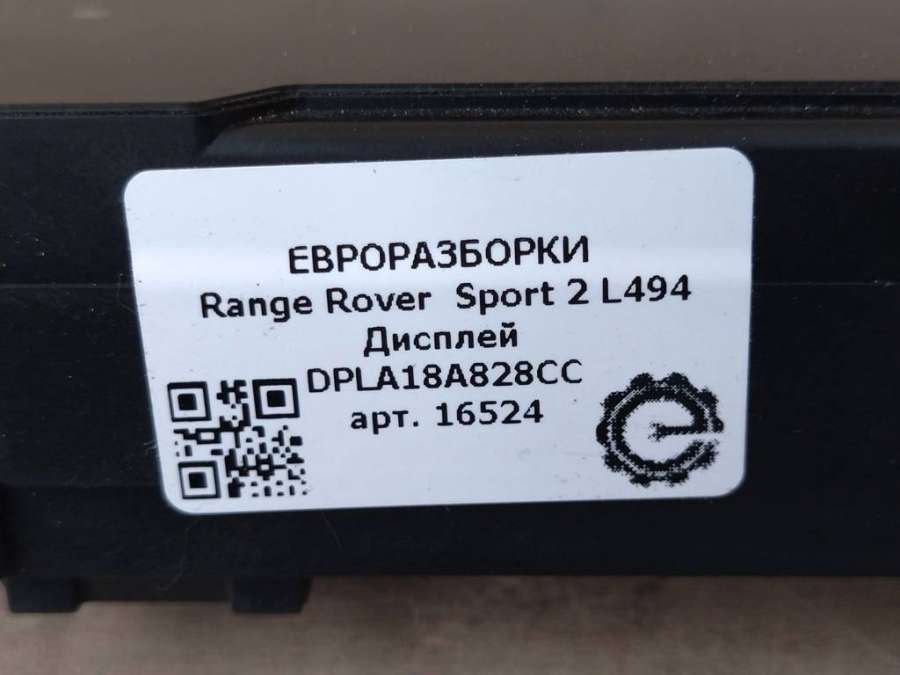 ЕВРОРАЗБОРКИ
Range Rover Sport 2 L494
Дисплей
DPLA18A828CC
арт. 16524